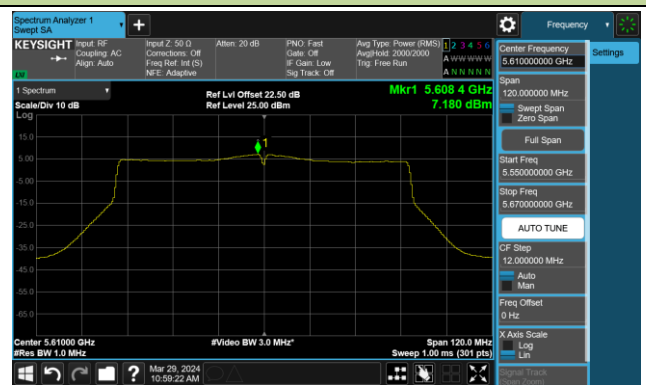 Spectrum Analyzer 1
Swept SA
+
Frequency
KEYSIGHT
Input: RF
Coupling: AC
Align: Auto
Input Z: 50 Ω
Corrections: Off
Freq Ref: Int (S)
NFE: Adaptive
Atten: 20 dB
PNO: Fast
Gate: Off
IF Gain: Low
Sig Track: Off
Avg Type: Power (RMS)
Avg|Hold: 2000/2000
Trig: Free Run
1 2 3 4 5 6
A W W W W W
A N N N N N
LW
Center Frequency
5.610000000 GHz
Settings
Span
120.000000 MHz
Swept Span
Zero Span
Full Span
Start Freq
5.550000000 GHz
Stop Freq
5.670000000 GHz
AUTO TUNE
CF Step
12.000000 MHz
Auto
Man
Freq Offset
0 Hz
X Axis Scale
Log
Lin
Signal Track
(Span Zoom)
1 Spectrum
Scale/Div 10 dB
Log
Ref Lvl Offset 22.50 dB
Ref Level 25.00 dBm
Mkr1 5.608 4 GHz
7.180 dBm
1
15.0
5.00
-5.00
-15.0
-25.0
-35.0
-45.0
-55.0
-65.0
Center 5.61000 GHz
#Res BW 1.0 MHz
#Video BW 3.0 MHz*
Span 120.0 MHz
Sweep 1.00 ms (301 pts)
?
Mar 29, 2024
10:59:22 AM